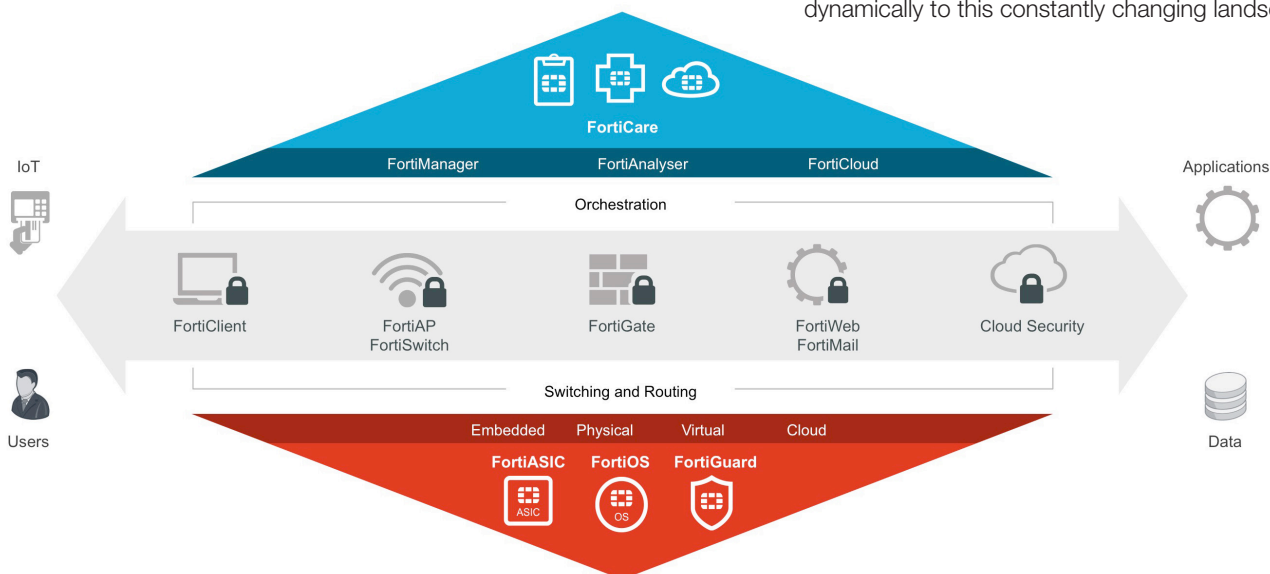 dynamically to this constantly changing
FortiCare
FortiManager FortiAnalyser FortiCloud
IoT
Applications
Orchestration
FortiClient
FortiAP
FortiSwitch
FortiGate
FortiWeb
FortiMail
Cloud Security
Switching and Routing
Users
Data
Embedded Physical Virtual Cloud
FortiASIC FortiOS FortiGuard
ASIC
OS